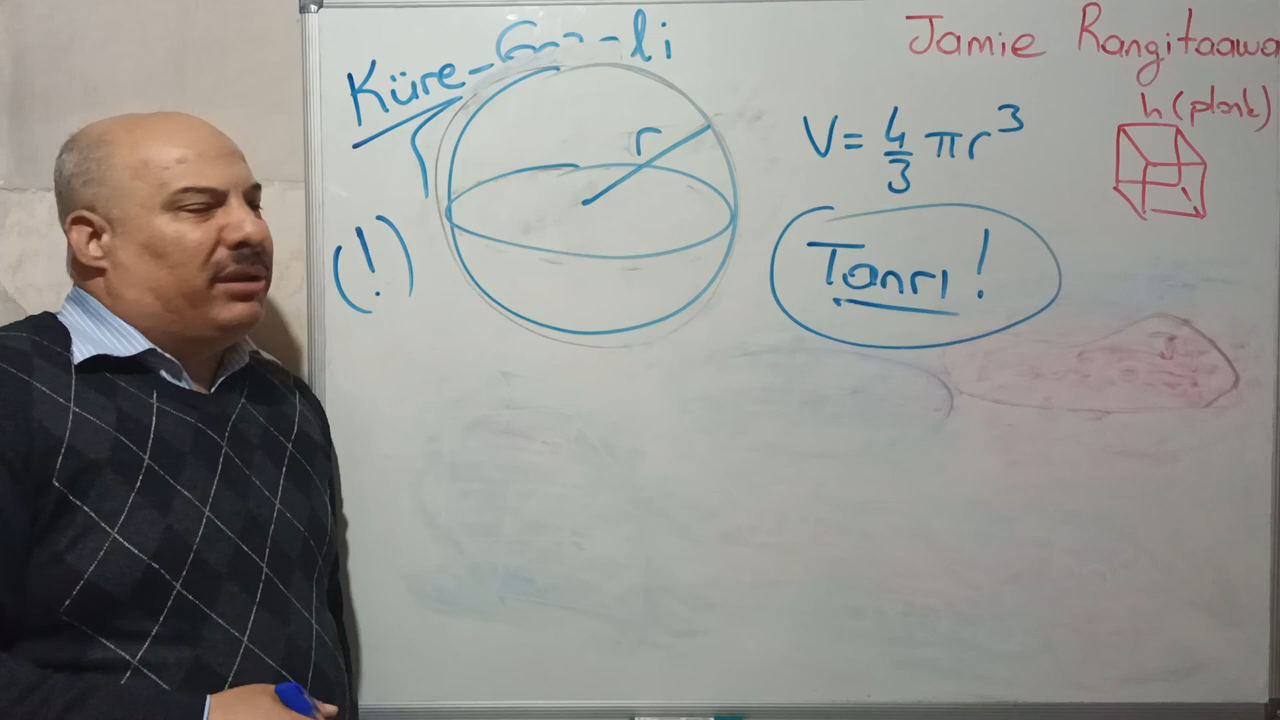 Küre-
Jamie Rangitaawa
h (plank)
r
V = 4/3 πr³
(!)
Tanrı!